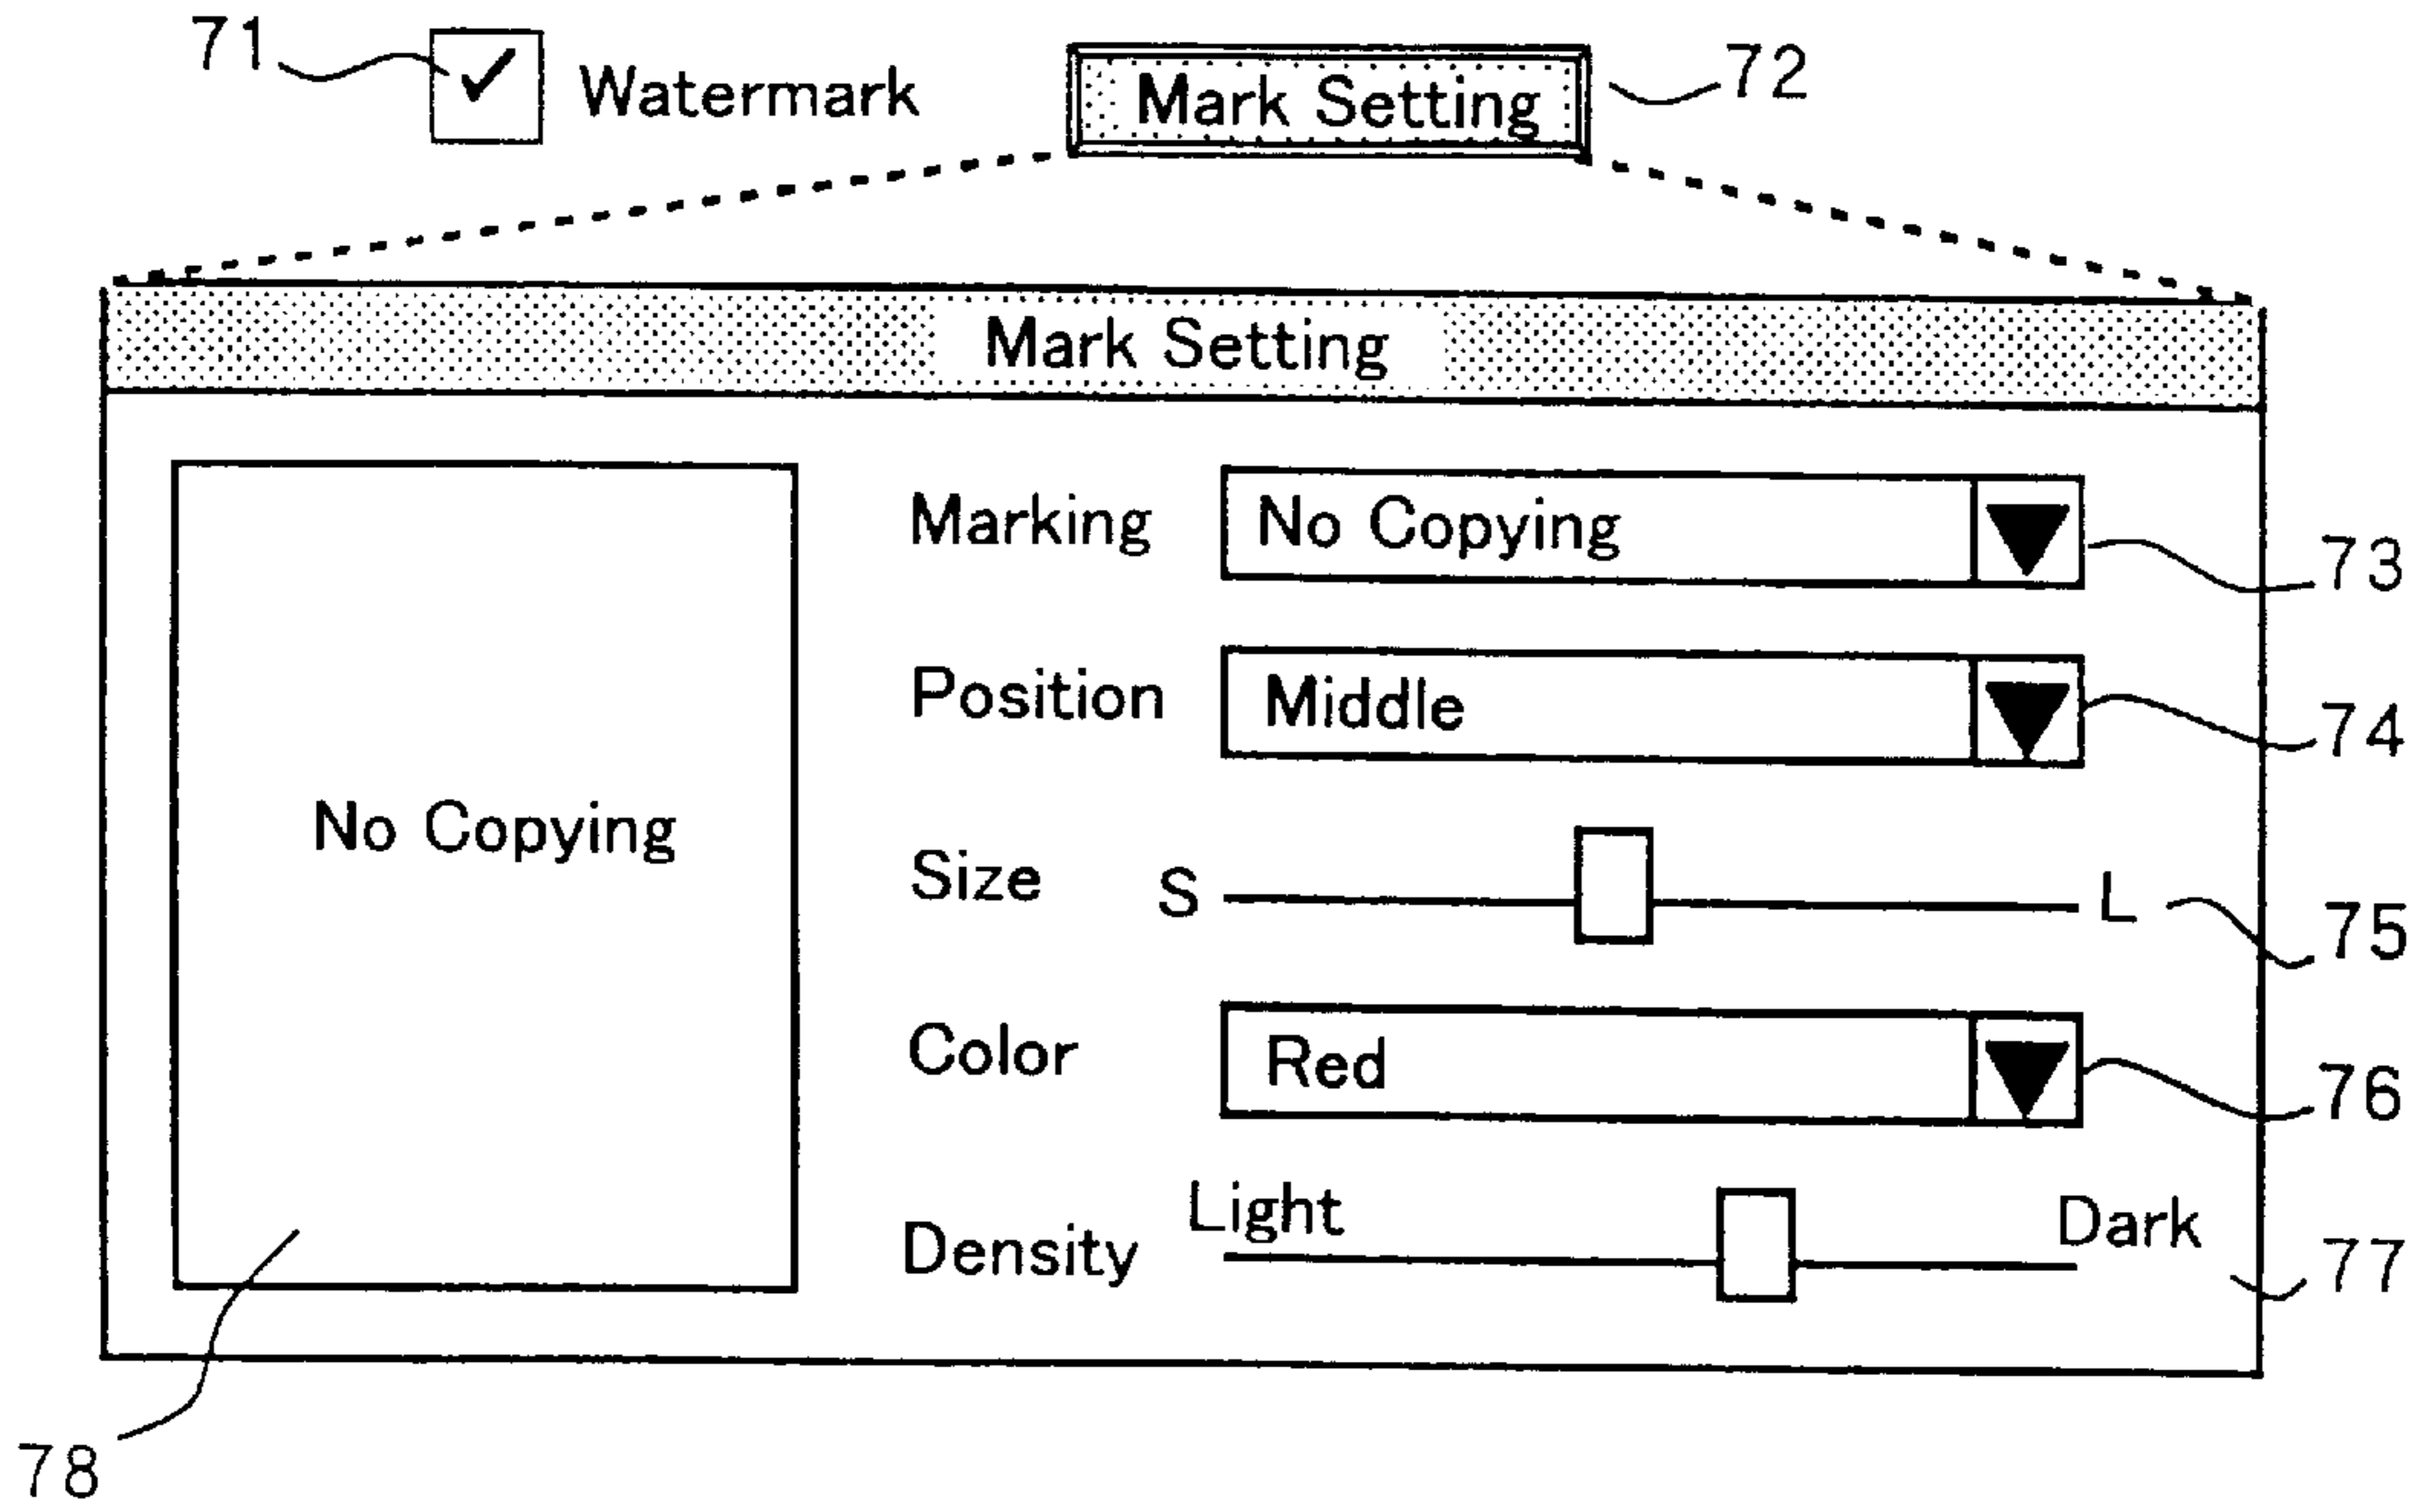 71
Watermark
Mark Setting
72
Mark Setting
Marking
No Copying
73
Position
Middle
74
No Copying
Size
S
L
75
Color
Red
76
Density
Light
Dark
77
78